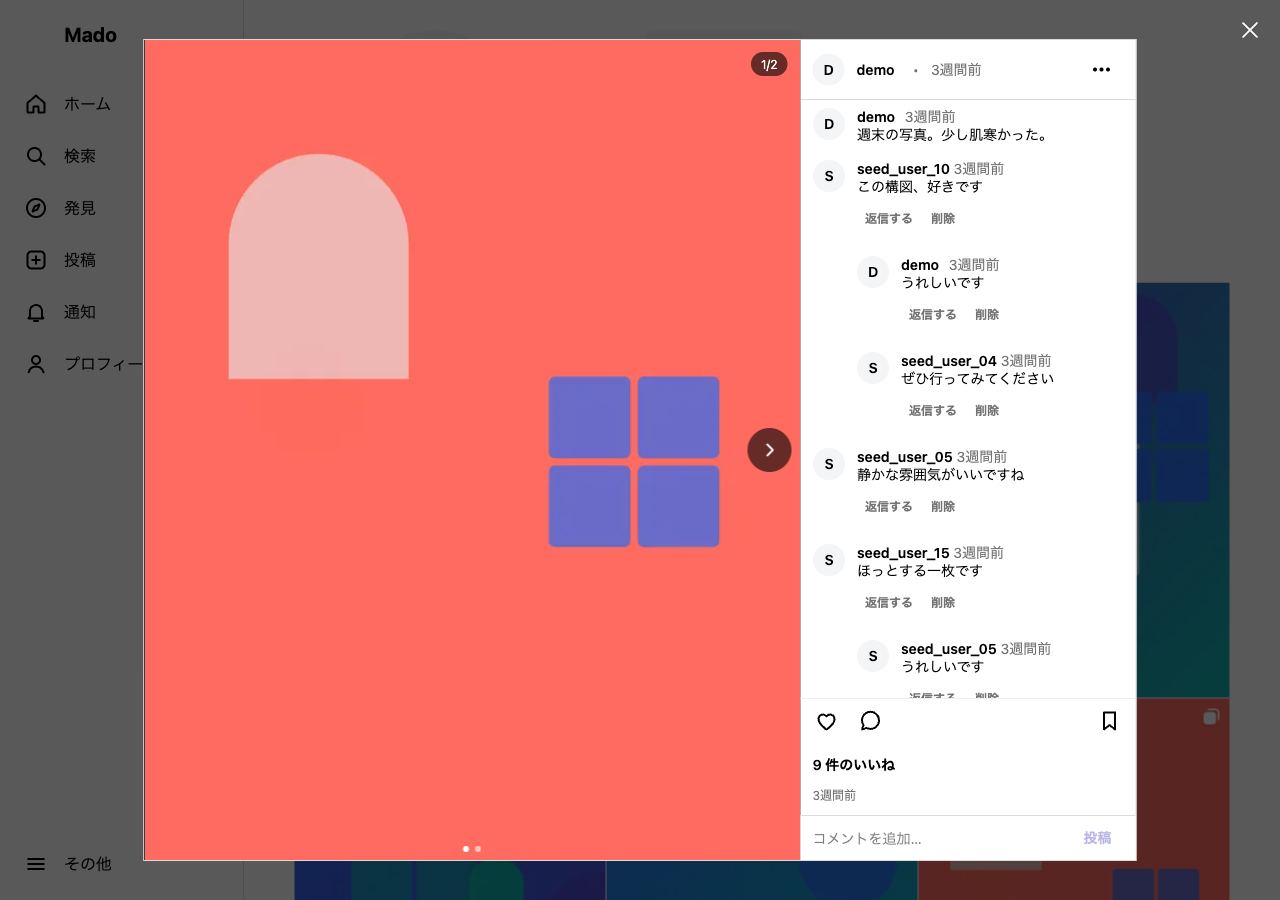 Mado
ホーム
検索
発見
投稿
通知
プロフィー
その他
1/2
D demo • 3週間前
D demo 3週間前
週末の写真。少し肌寒かった。
S seed_user_10 3週間前
この構図、好きです
返信する 削除
D demo 3週間前
うれしいです
返信する 削除
S seed_user_04 3週間前
ぜひ行ってみてください
返信する 削除
S seed_user_05 3週間前
静かな雰囲気がいいですね
返信する 削除
S seed_user_15 3週間前
ほっとする一枚です
返信する 削除
S seed_user_05 3週間前
うれしいです
返信する 削除
9 件のいいね
3週間前
コメントを追加... 投稿